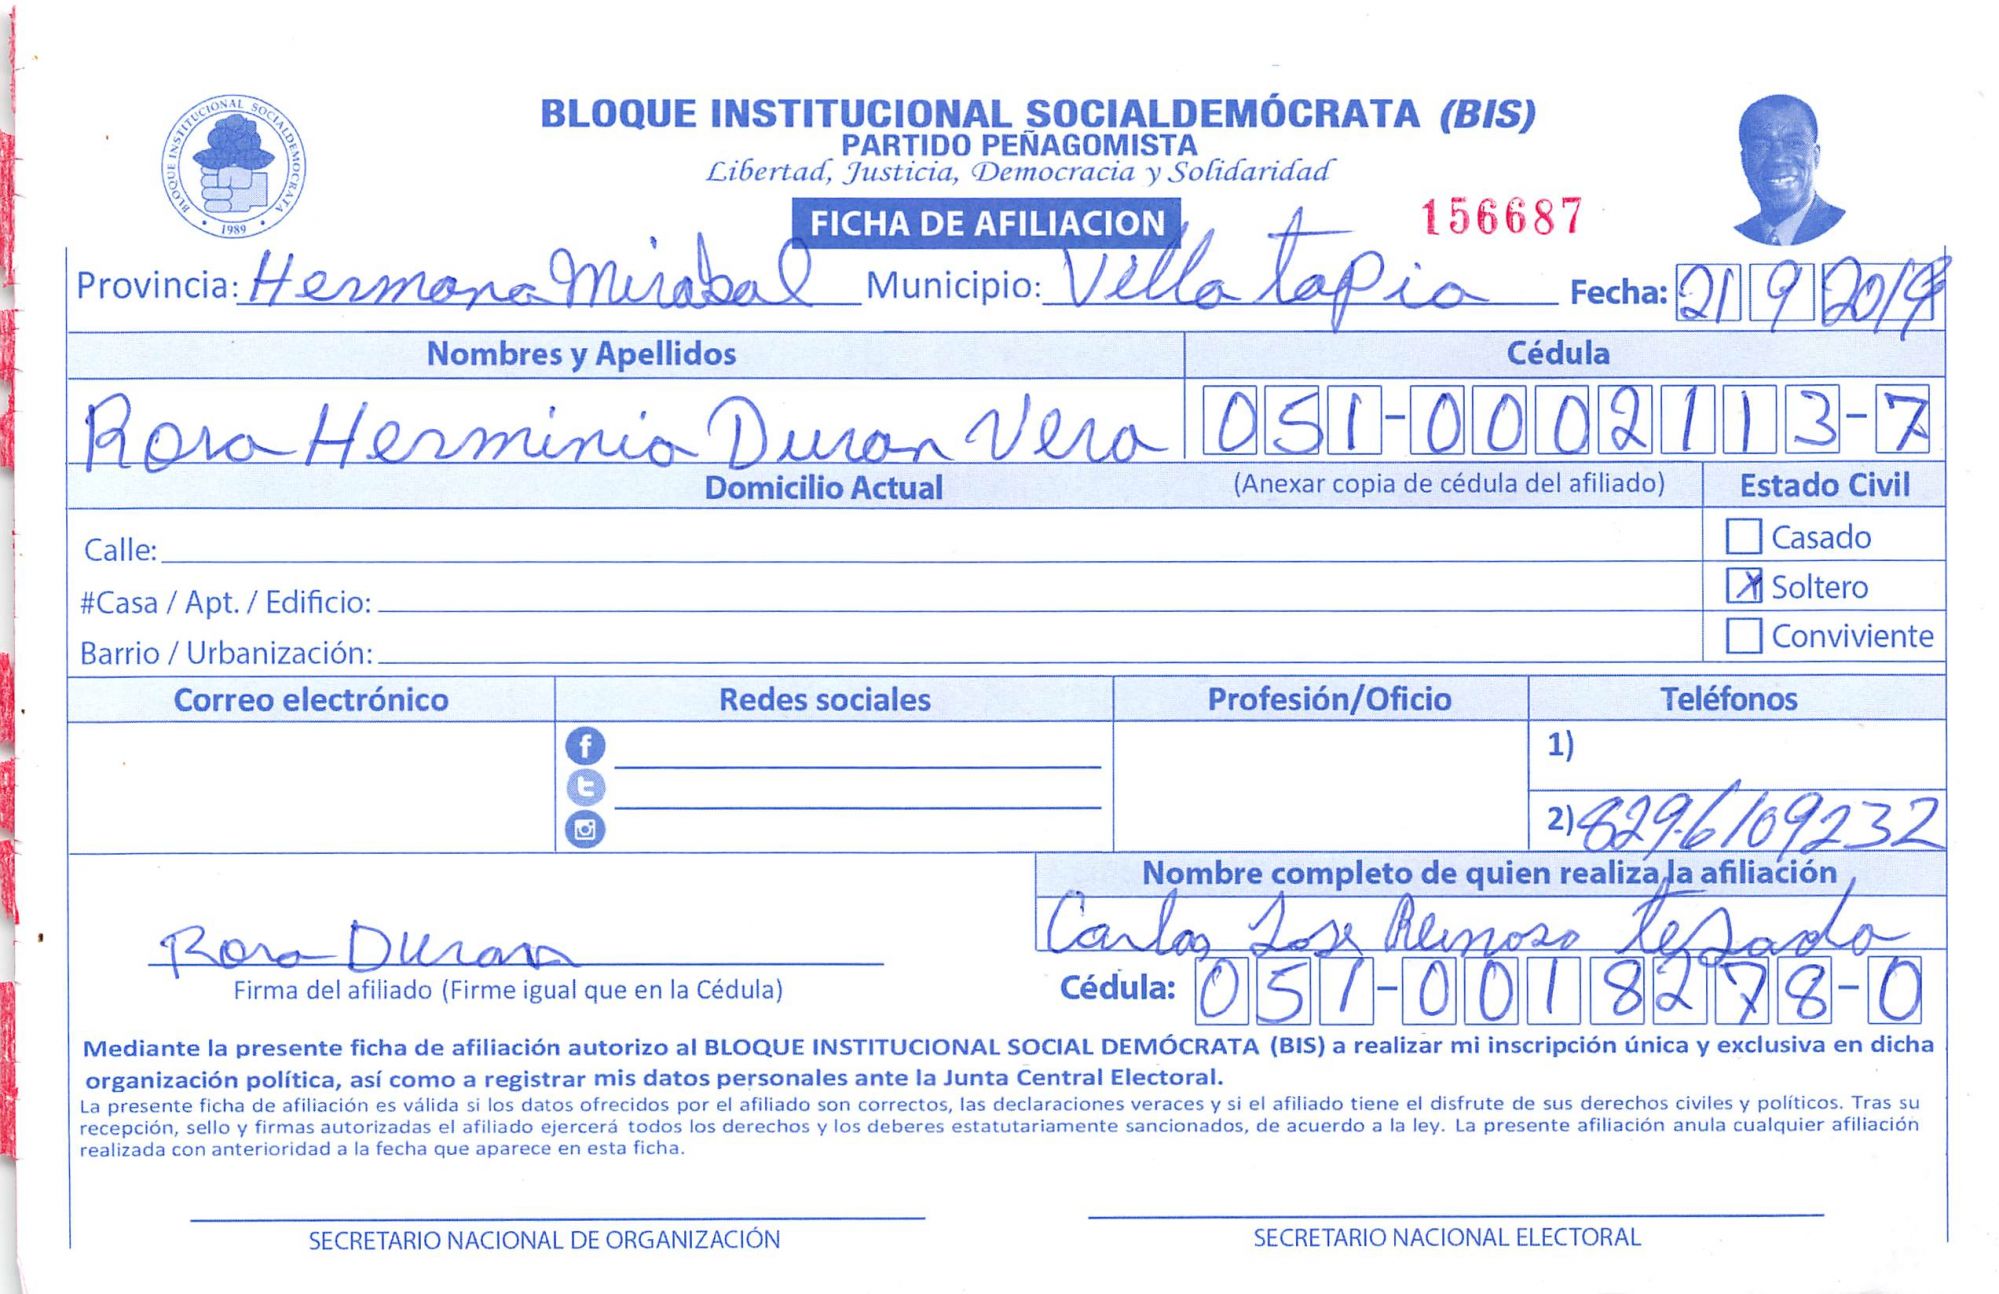 BLOQUE INSTITUCIONAL SOCIALDEMOCRATA
1989
BLOQUE INSTITUCIONAL SOCIALDEMÓCRATA (BIS)
PARTIDO PEÑAGOMISTA
Libertad, Justicia, Democracia y Solidaridad
FICHA DE AFILIACION
156687
Provincia: Hermana Mirabal Municipio: Villa tapia Fecha: 21 9 2019
Nombres y Apellidos Cédula
Rosa Herminia Duran Vera 051-0002113-7
Domicilio Actual (Anexar copia de cédula del afiliado) Estado Civil
Calle: Casado
#Casa / Apt. / Edificio: X Soltero
Barrio / Urbanización: Conviviente
Correo electrónico Redes sociales Profesión/Oficio Teléfonos
1)
2) 829-6109232
Nombre completo de quien realiza la afiliación
Carlos Jose Reinoso tejada
Rosa Duran
Firma del afiliado (Firme igual que en la Cédula) Cédula: 051-0018278-0
Mediante la presente ficha de afiliación autorizo al BLOQUE INSTITUCIONAL SOCIAL DEMÓCRATA (BIS) a realizar mi inscripción única y exclusiva en dicha
organización política, así como a registrar mis datos personales ante la Junta Central Electoral.
La presente ficha de afiliación es válida si los datos ofrecidos por el afiliado son correctos, las declaraciones veraces y si el afiliado tiene el disfrute de sus derechos civiles y políticos. Tras su
recepción, sello y firmas autorizadas el afiliado ejercerá todos los derechos y los deberes estatutariamente sancionados, de acuerdo a la ley. La presente afiliación anula cualquier afiliación
realizada con anterioridad a la fecha que aparece en esta ficha.
SECRETARIO NACIONAL DE ORGANIZACIÓN SECRETARIO NACIONAL ELECTORAL